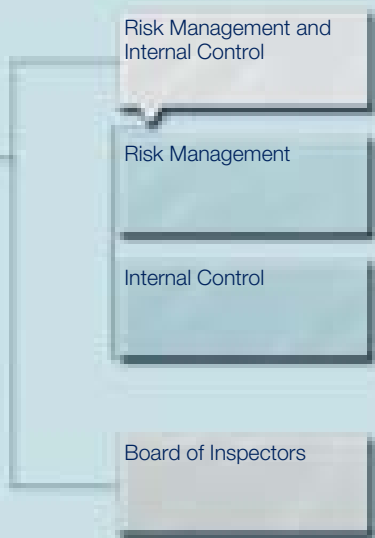 Risk Management and
Internal Control
Risk Management
Internal Control
Board of Inspectors